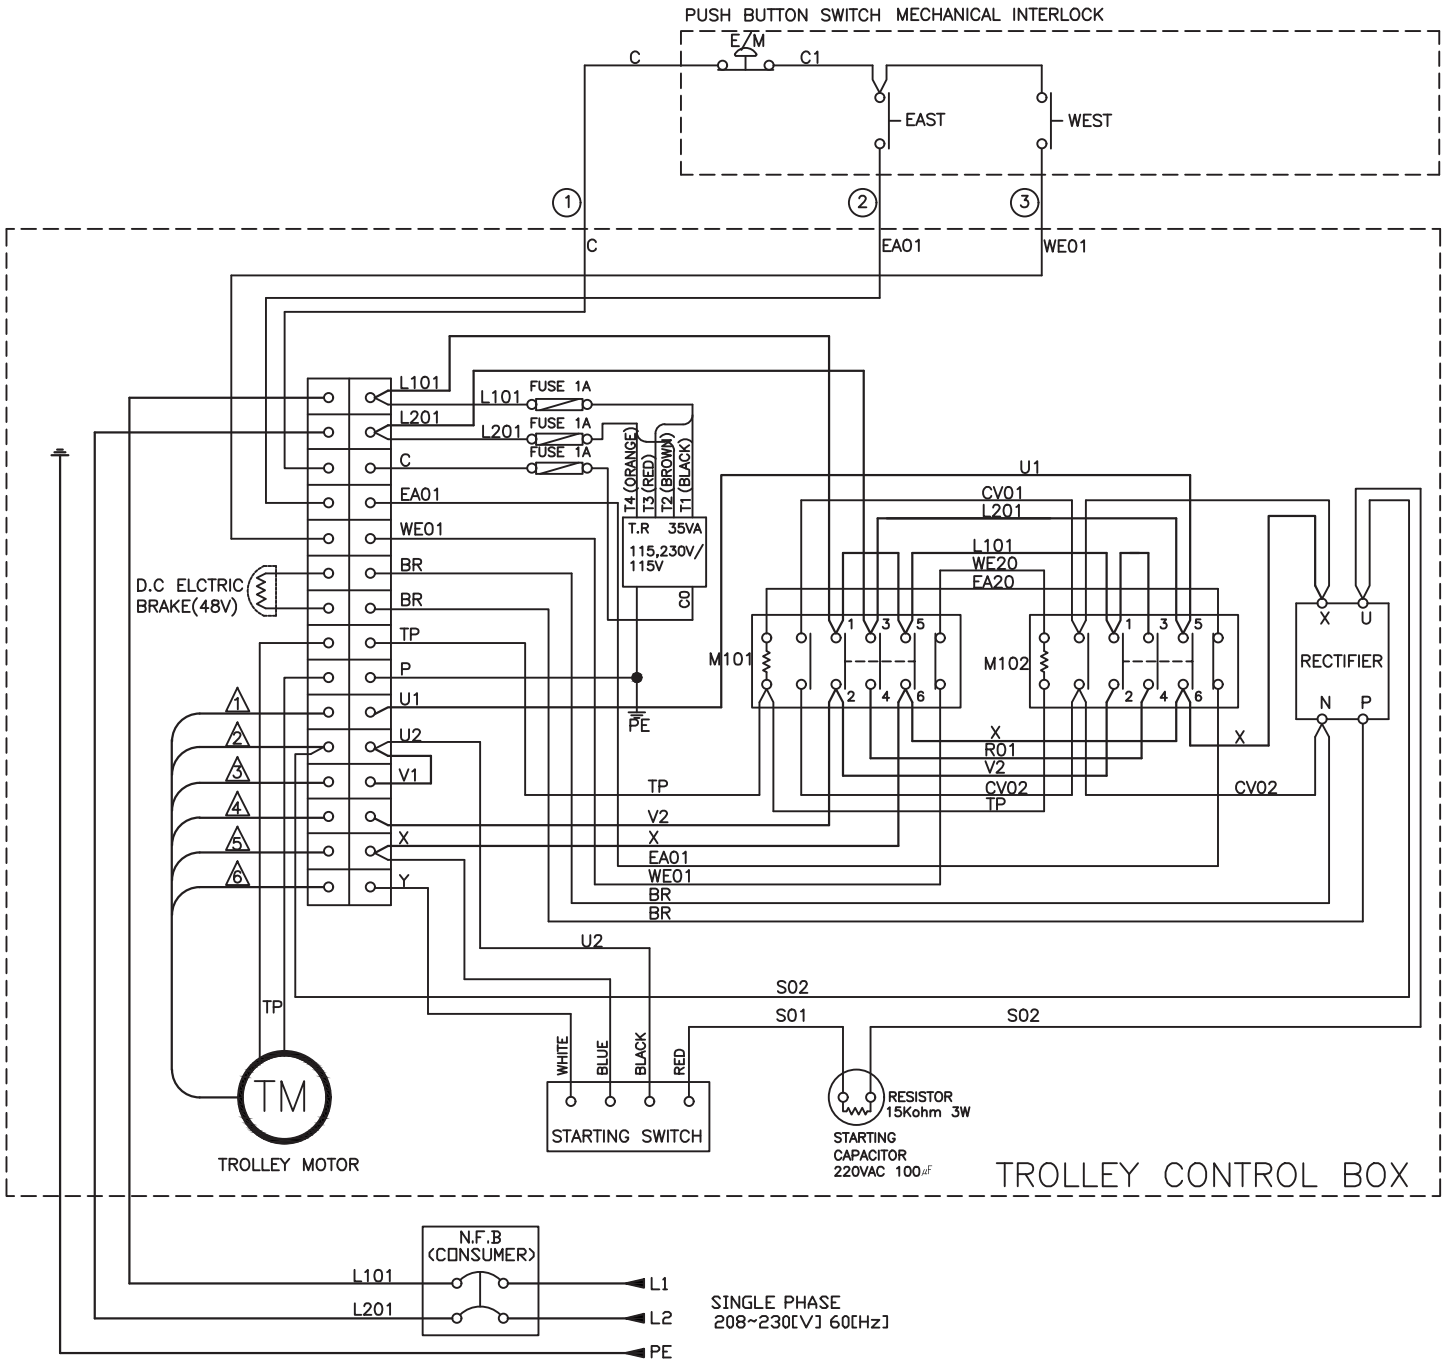 PUSH BUTTON SWITCH MECHANICAL INTERLOCK
E/M
C
C1
EAST
WEST
1
2
3
C
EA01
WE01
L101
L101
FUSE 1A
L201
L201
FUSE 1A
C
FUSE 1A
EA01
WE01
BR
BR
TP
P
U1
U2
V1
X
Y
T4(ORANGE)
T3(RED)
T2(BROWN)
T1(BLACK)
T.R 35VA
115,230V/
115V
CO
PE
D.C ELCTRIC
BRAKE(48V)
1
2
3
4
5
6
U1
CV01
L201
L101
WE20
EA20
M101
1 3 5
2 4 6
M102
1 3 5
2 4 6
X U
RECTIFIER
N P
X
R01
V2
CV02
TP
X
CV02
TP
V2
X
EA01
WE01
BR
BR
U2
S02
S01
S02
TP
TM
TROLLEY MOTOR
WHITE
BLUE
BLACK
RED
STARTING SWITCH
RESISTOR
15Kohm 3W
STARTING
CAPACITOR
220VAC 100㎌
TROLLEY CONTROL BOX
N.F.B
(CONSUMER)
L101
L1
L201
L2
SINGLE PHASE
208~230[V] 60[Hz]
PE